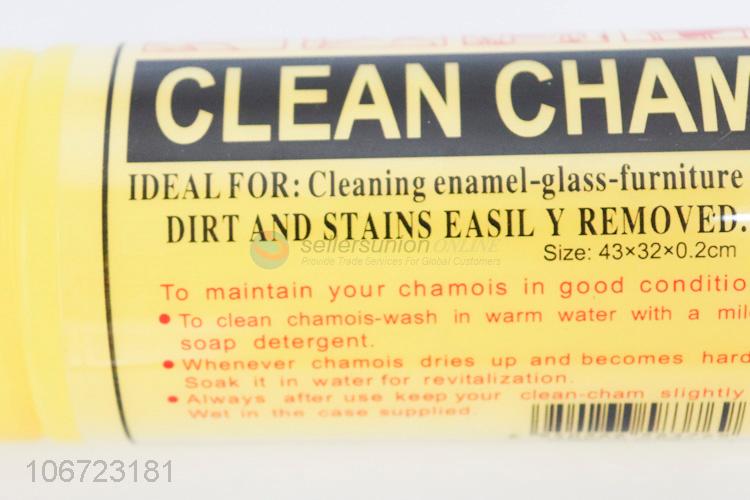 CLEAN CHAM
IDEAL FOR: Cleaning enamel-glass-furniture
DIRT AND STAINS EASIL Y REMOVED.
sellersunion ONLINE
Provide Trade Services For Global Customers
Size: 43×32×0.2cm
To maintain your chamois in good conditio
• To clean chamois-wash in warm water with a mil
soap detergent.
• Whenever chamois dries up and becomes hard
Soak it in water for revitalization.
• Always after use keep your clean-cham slightly
Wet in the case supplied.
106723181